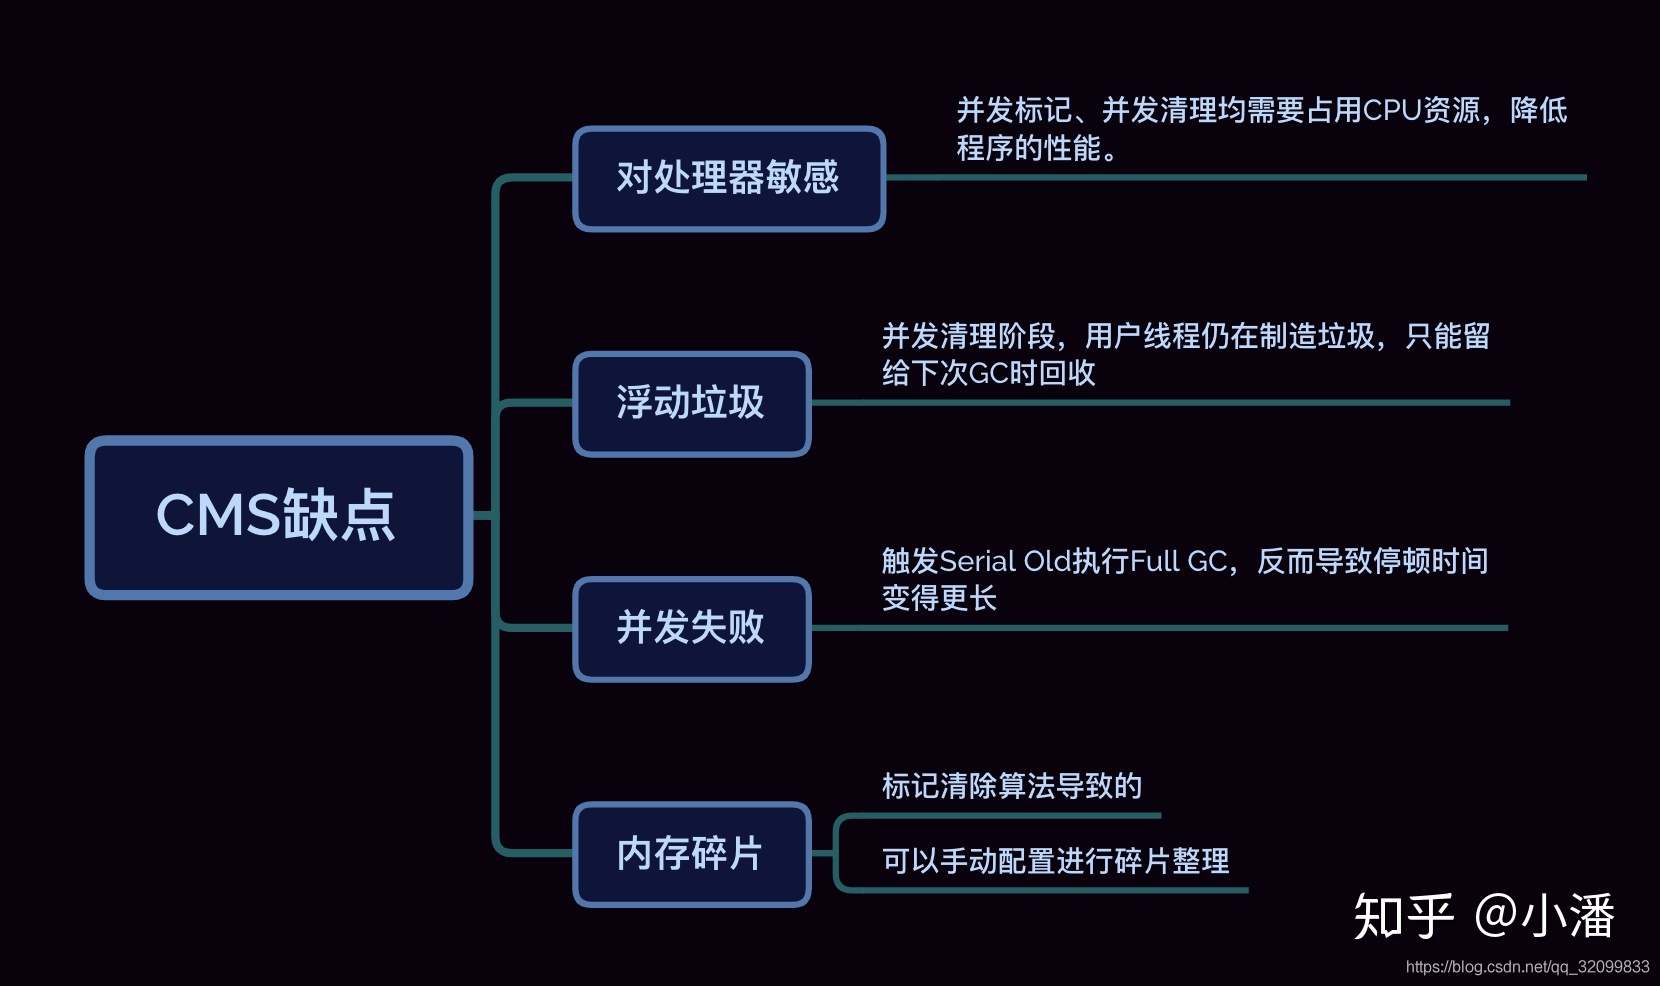 并发标记、并发清理均需要占用CPU资源，降低
程序的性能。
对处理器敏感
并发清理阶段，用户线程仍在制造垃圾，只能留
给下次GC时回收
浮动垃圾
CMS缺点
触发Serial Old执行Full GC，反而导致停顿时间
变得更长
并发失败
标记清除算法导致的
内存碎片
可以手动配置进行碎片整理
知乎 @小潘
https://blog.csdn.net/qq_32099833